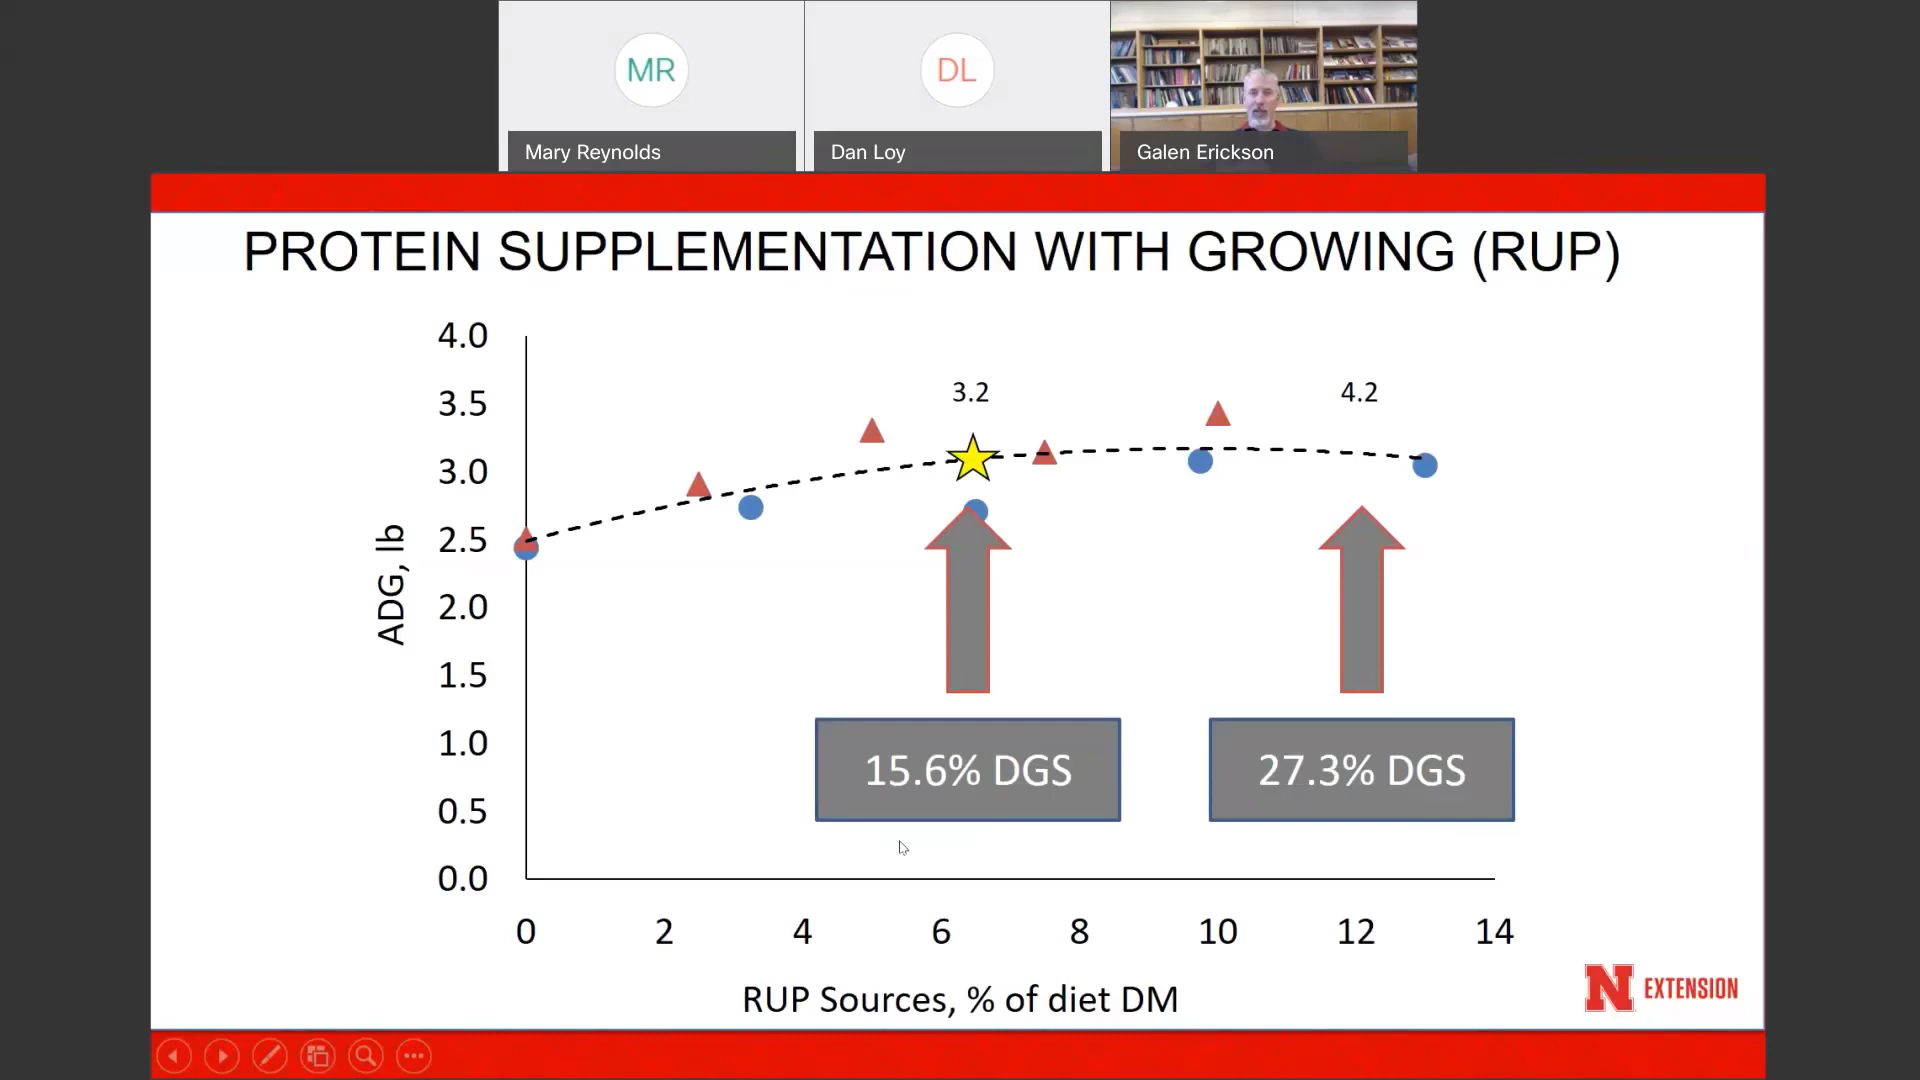 MR
DL
Mary Reynolds
Dan Loy
Galen Erickson
PROTEIN SUPPLEMENTATION WITH GROWING (RUP)
4.0
3.5
3.0
2.5
2.0
1.5
1.0
0.5
0.0
ADG, lb
3.2
4.2
15.6% DGS
27.3% DGS
0 2 4 6 8 10 12 14
RUP Sources, % of diet DM
N EXTENSION